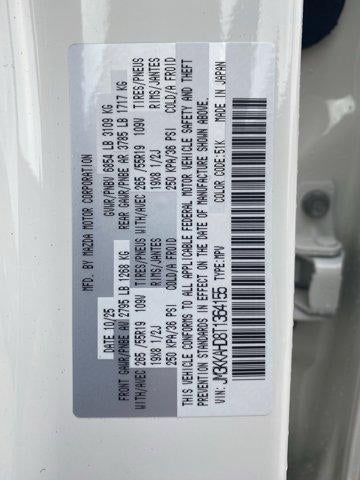 MFD. BY MAZDA MOTOR CORPORATION
DATE 10/25 GVWR/PNBV 6854 LB 3109 KG
FRONT GAWR/PNBE AV 2795 LB 1268 KG REAR GAWR/PNBE AR 3785 LB 1717 KG
WITH/AVEC 265 /55R19 109V TIRES/PNEUS WITH/AVEC 265 /55R19 109V TIRES/PNEUS
19X8 1/2J RIMS/JANTES 19X8 1/2J RIMS/JANTES
250 KPA/36 PSI COLD/A FROID 250 KPA/36 PSI COLD/A FROID
THIS VEHICLE CONFORMS TO ALL APPLICABLE FEDERAL MOTOR VEHICLE SAFETY AND THEFT
PREVENTION STANDARDS IN EFFECT ON THE DATE OF MANUFACTURE SHOWN ABOVE.
VIN: JM3KKAHD8T1364155 TYPE:MPV COLOR CODE:51K MADE IN JAPAN